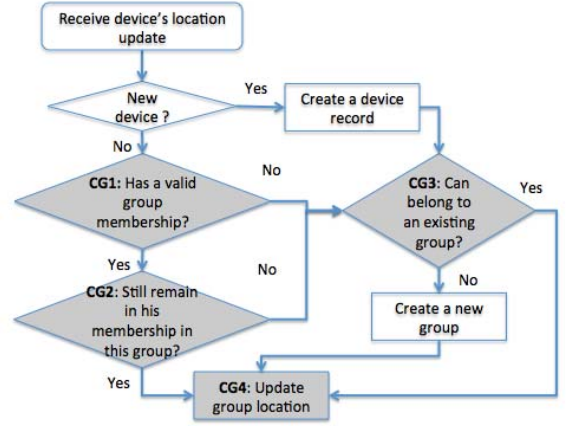 Receive device's location
update
New
device ?
Yes
Create a device
record
No
CG1: Has a valid
group
membership?
No
CG3: Can
belong to
an existing
group?
Yes
Yes
CG2: Still remain
in his
membership in
this group?
No
No
Create a new
group
Yes
CG4: Update
group location